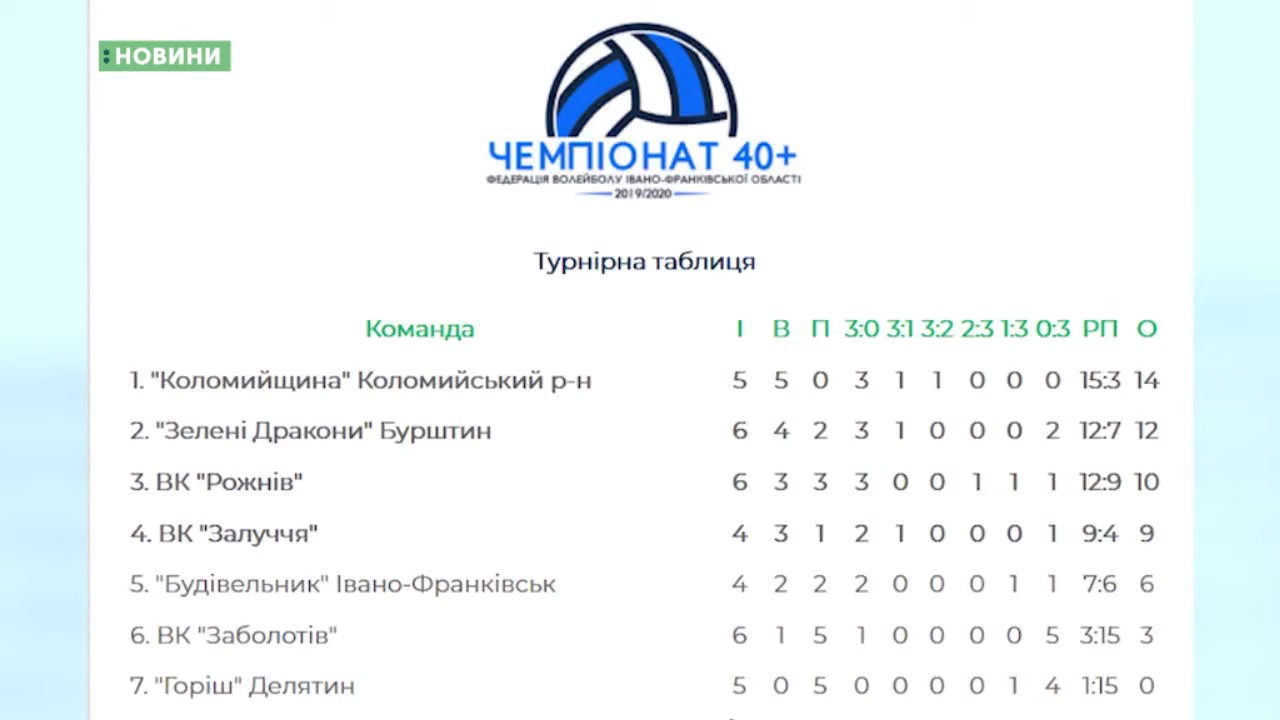 :НОВИНИ
ЧЕМПІОНАТ 40+
ФЕДЕРАЦІЯ ВОЛЕЙБОЛУ ІВАНО-ФРАНКІВСЬКОЇ ОБЛАСТІ
2019/2020
Турнірна таблиця
Команда І В П 3:0 3:1 3:2 2:3 1:3 0:3 РП О
1. "Коломийщина" Коломийський р-н 5 5 0 3 1 1 0 0 0 15:3 14
2. "Зелені Дракони" Бурштин 6 4 2 3 1 0 0 0 2 12:7 12
3. ВК "Рожнів" 6 3 3 3 0 0 1 1 1 12:9 10
4. ВК "Залуччя" 4 3 1 2 1 0 0 0 1 9:4 9
5. "Будівельник" Івано-Франківськ 4 2 2 2 0 0 0 1 1 7:6 6
6. ВК "Заболотів" 6 1 5 1 0 0 0 0 5 3:15 3
7. "Горіш" Делятин 5 0 5 0 0 0 0 1 4 1:15 0